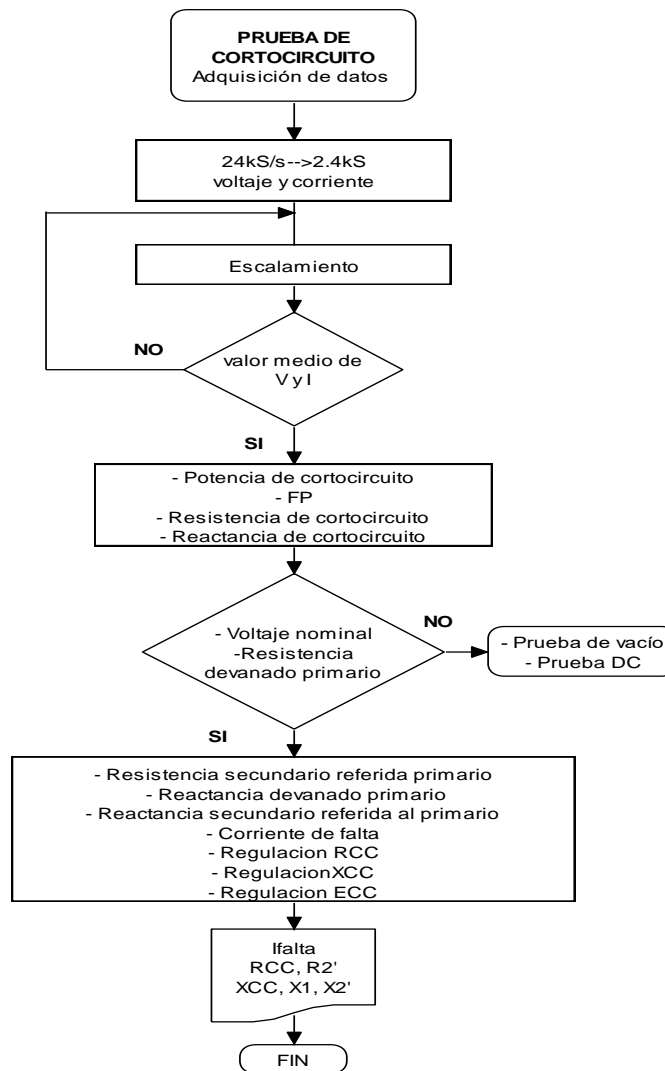 PRUEBA DE
CORTOCIRCUITO
Adquisición de datos
24kS/s-->2.4kS
voltaje y corriente
Escalamiento
NO
valor medio de
V y I
SI
- Potencia de cortocircuito
- FP
- Resistencia de cortocircuito
- Reactancia de cortocircuito
NO
- Voltaje nominal
-Resistencia
devanado primario
- Prueba de vacío
- Prueba DC
SI
- Resistencia secundario referida primario
- Reactancia devanado primario
- Reactancia secundario referida al primario
- Corriente de falta
- Regulacion RCC
- RegulacionXCC
- Regulacion ECC
Ifalta
RCC, R2'
XCC, X1, X2'
FIN